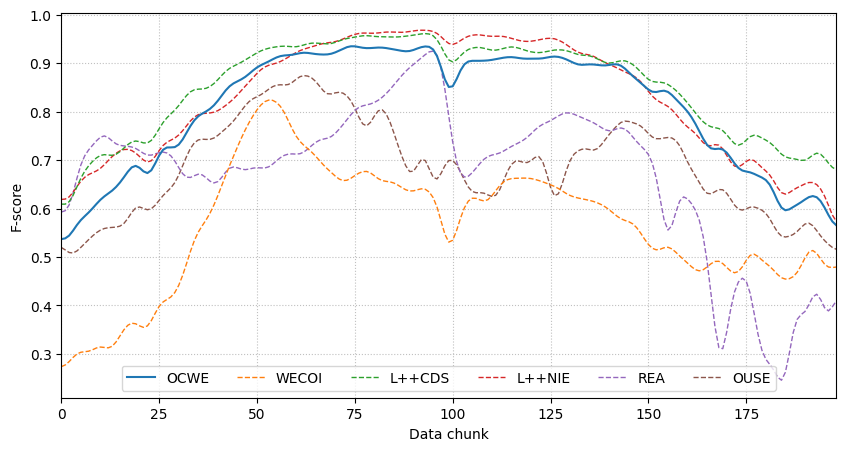 1.0
0.9
0.8
0.7
0.6
0.5
0.4
0.3
F-score
OCWE WECOI L++CDS L++NIE REA OUSE
0 25 50 75 100 125 150 175
Data chunk